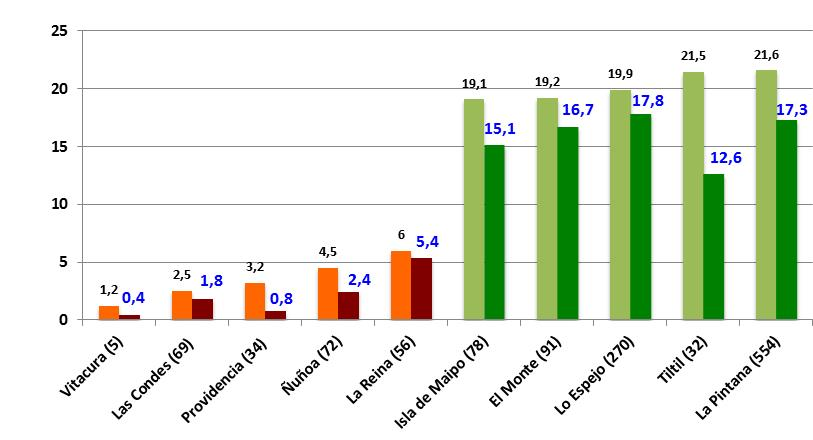 25
20
15
10
5
0
1,2
0,4
2,5
1,8
3,2
0,8
4,5
2,4
6
5,4
19,1
15,1
19,2
16,7
19,9
17,8
21,5
12,6
21,6
17,3
Vitacura (5)
Las Condes (69)
Providencia (34)
Ñuñoa (72)
La Reina (56)
Isla de Maipo (78)
El Monte (91)
Lo Espejo (270)
Tiltil (32)
La Pintana (554)